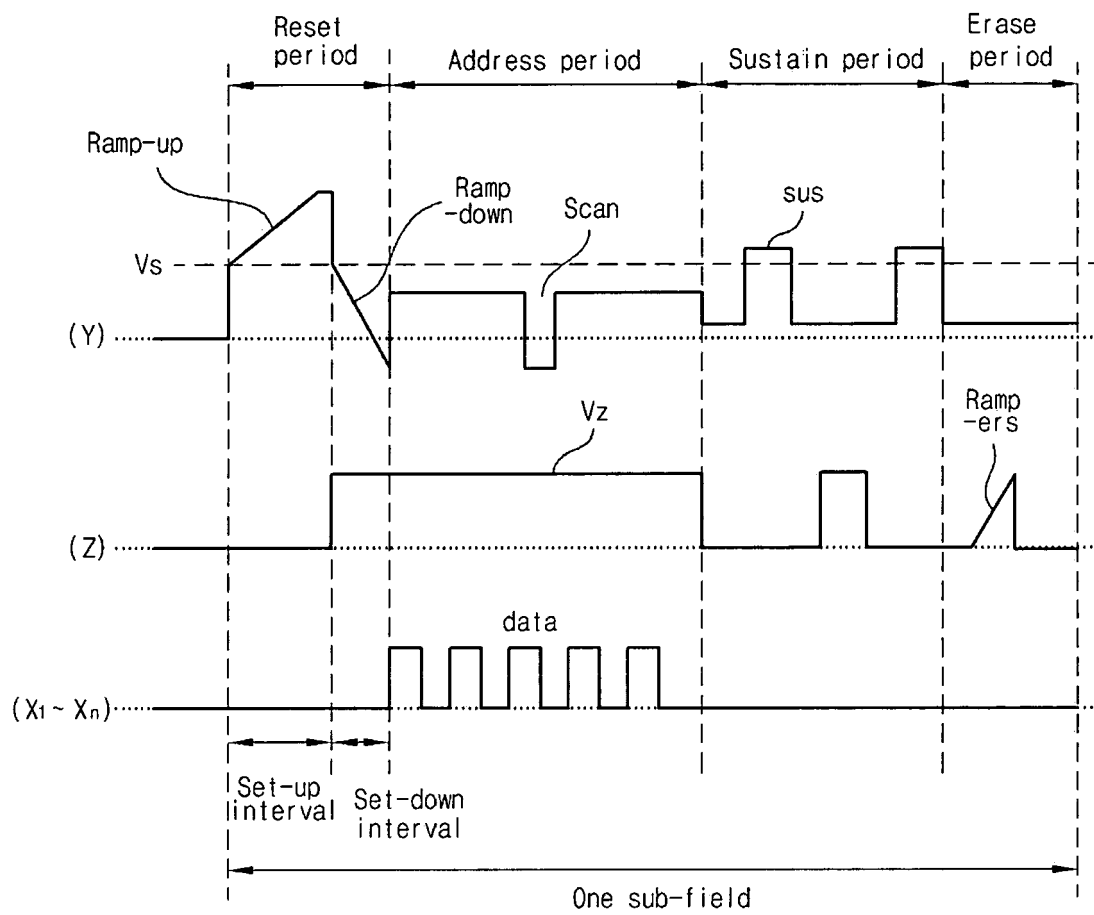 Reset
period
Address period
Sustain period
Erase
period
Ramp-up
Ramp
-down
Scan
sus
Vs
(Y)
Vz
Ramp
-ers
(Z)
data
(X1 ~ Xn)
Set-up
interval
Set-down
interval
One sub-field